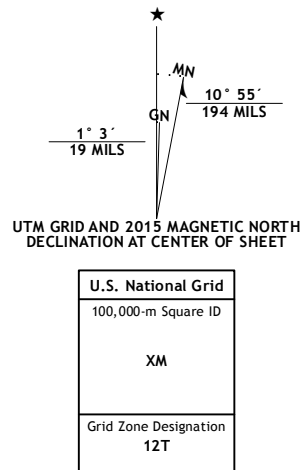 MN
GN
10° 55´
194 MILS
1° 3´
19 MILS
UTM GRID AND 2015 MAGNETIC NORTH
DECLINATION AT CENTER OF SHEET
U.S. National Grid
100,000-m Square ID
XM
Grid Zone Designation
12T